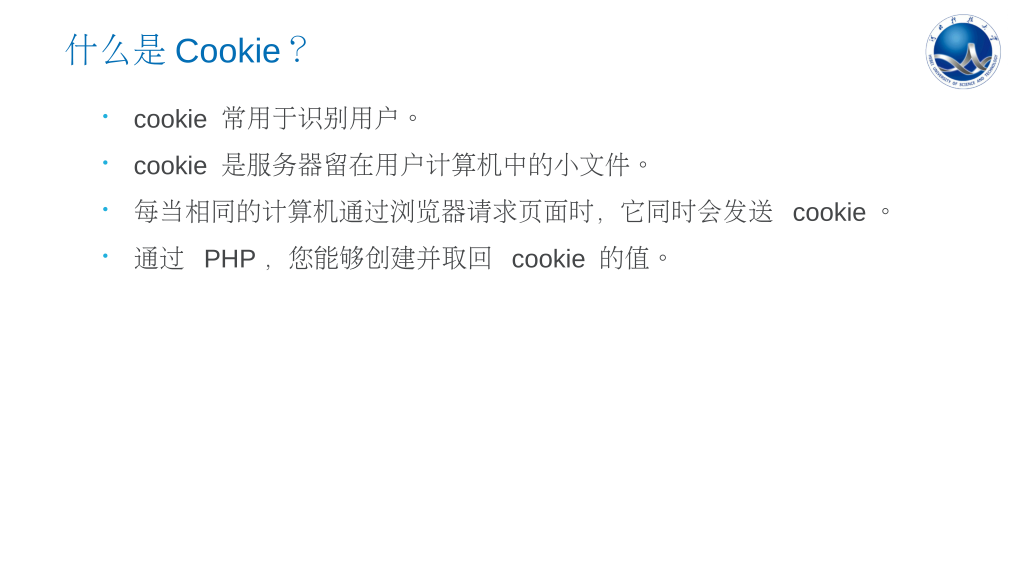 什么是 Cookie？
• cookie 常用于识别用户。
• cookie 是服务器留在用户计算机中的小文件。
• 每当相同的计算机通过浏览器请求页面时，它同时会发送 cookie 。
• 通过 PHP ，您能够创建并取回 cookie 的值。